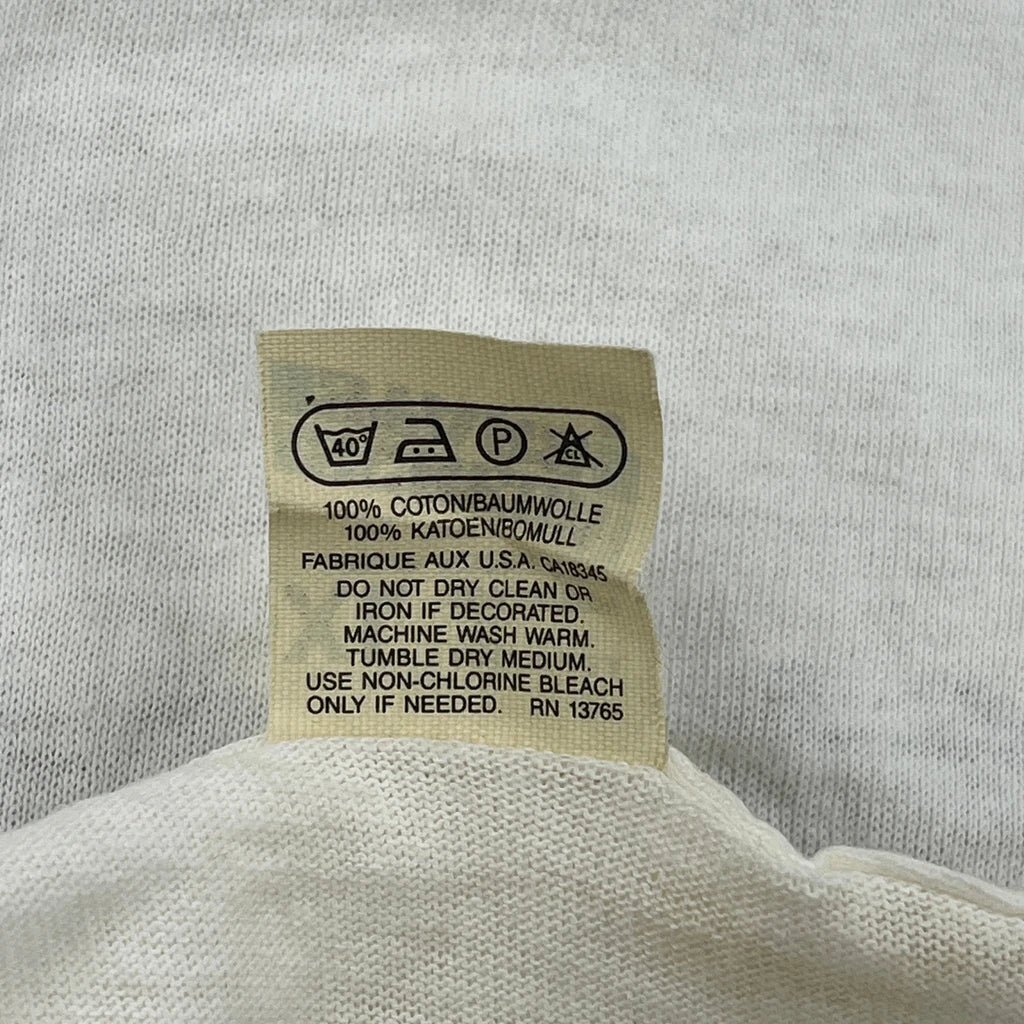 40°
P
CL
100% COTON/BAUMWOLLE
100% KATOEN/BOMULL
FABRIQUE AUX U.S.A. CA18345
DO NOT DRY CLEAN OR
IRON IF DECORATED.
MACHINE WASH WARM.
TUMBLE DRY MEDIUM.
USE NON-CHLORINE BLEACH
ONLY IF NEEDED. RN 13765